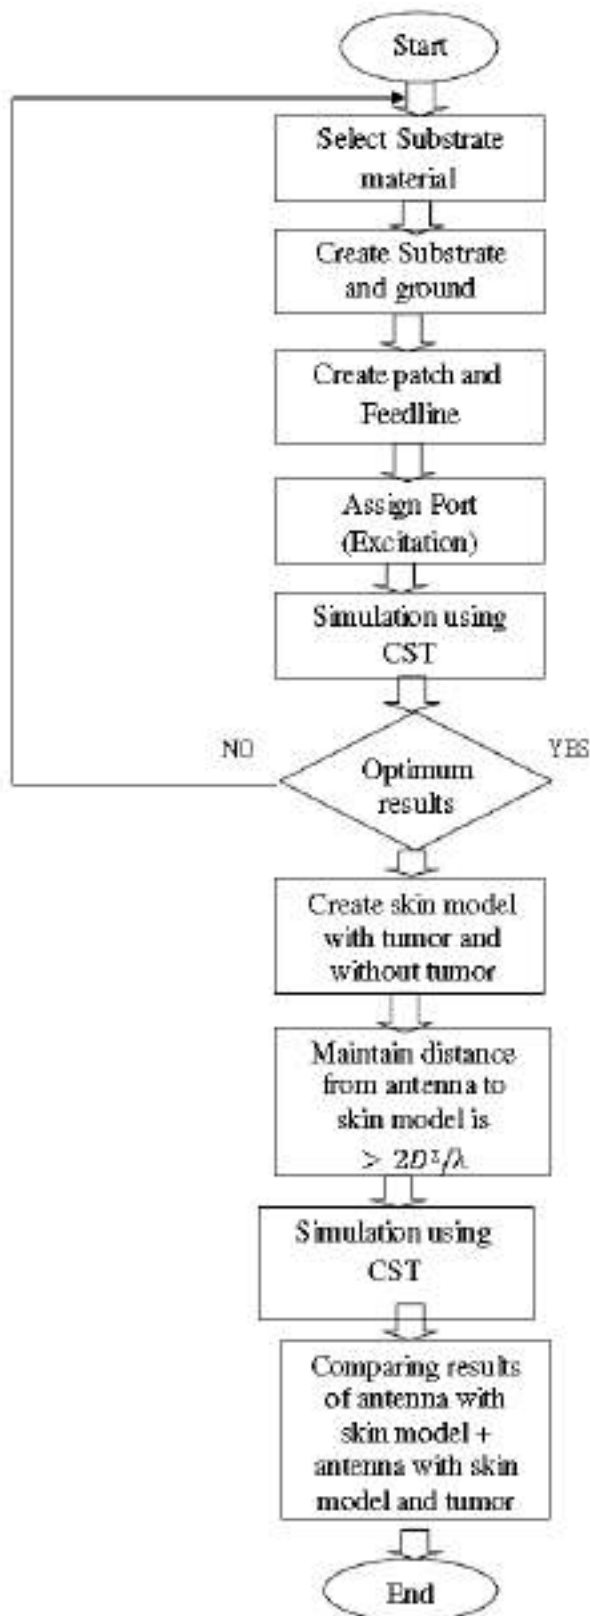 Start
Select Substrate
material
Create Substrate
and ground
Create patch and
Feedline
Assign Port
(Excitation)
Simulation using
CST
NO
YES
Optimum
results
Create skin model
with tumor and
without tumor
Maintain distance
from antenna to
skin model is
> 2D²/λ
Simulation using
CST
Comparing results
of antenna with
skin model +
antenna with skin
model and tumor
End